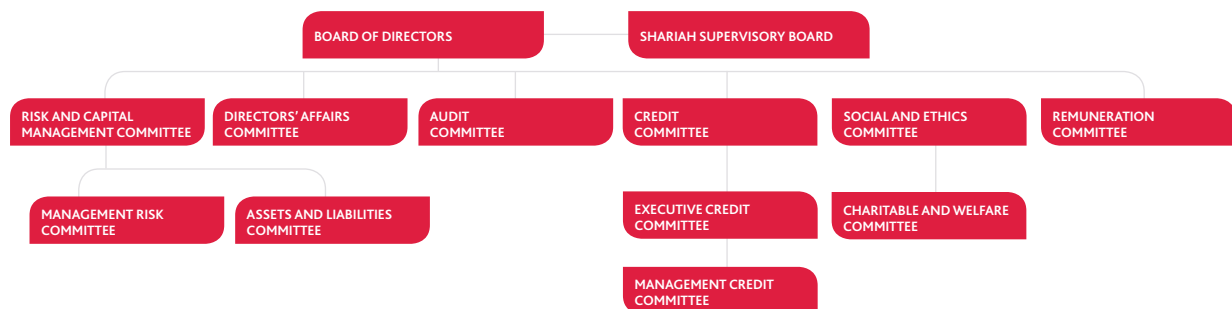 BOARD OF DIRECTORS
SHARIAH SUPERVISORY BOARD
RISK AND CAPITAL
MANAGEMENT COMMITTEE
DIRECTORS’ AFFAIRS
COMMITTEE
AUDIT
COMMITTEE
CREDIT
COMMITTEE
SOCIAL AND ETHICS
COMMITTEE
REMUNERATION
COMMITTEE
MANAGEMENT RISK
COMMITTEE
ASSETS AND LIABILITIES
COMMITTEE
EXECUTIVE CREDIT
COMMITTEE
CHARITABLE AND WELFARE
COMMITTEE
MANAGEMENT CREDIT
COMMITTEE